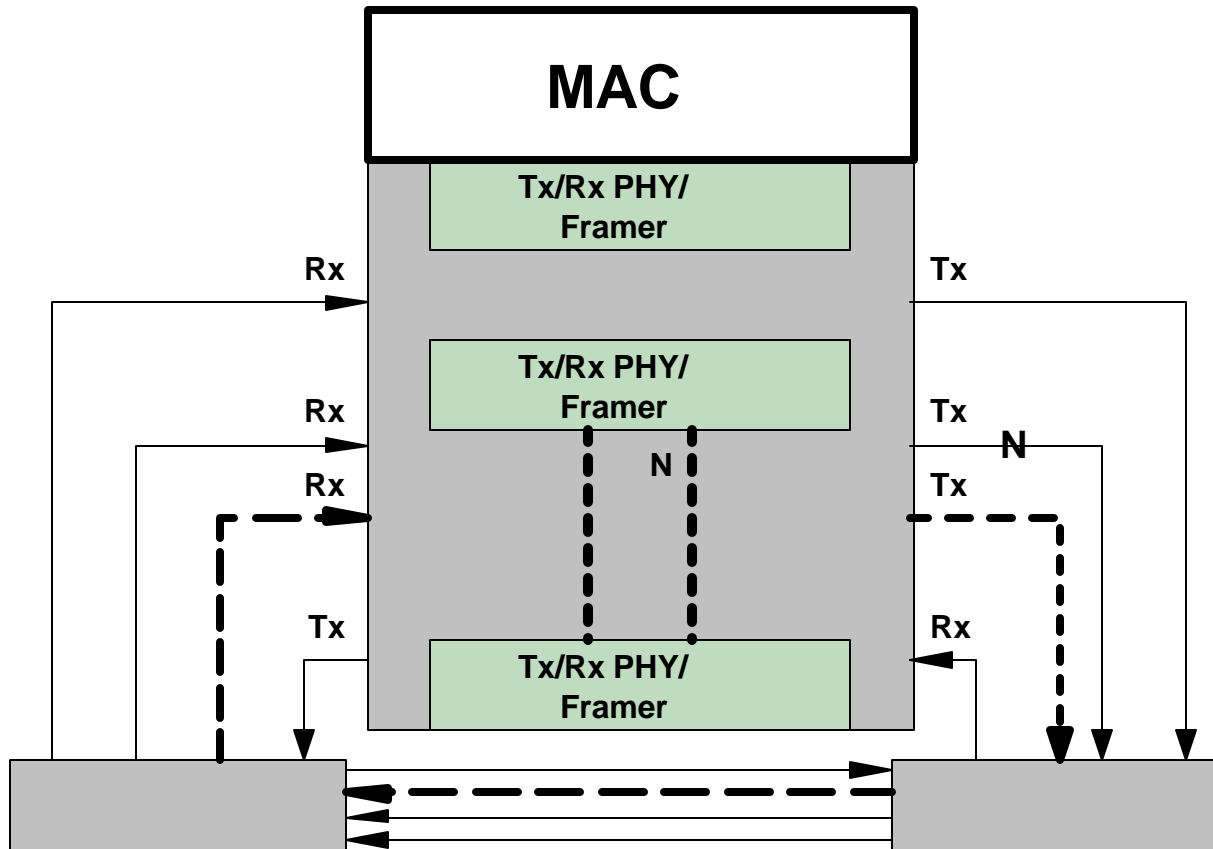 MAC
Tx/Rx PHY/
Framer
Rx
Tx
Tx/Rx PHY/
Framer
Rx
Tx
N
N
Rx
Tx
Tx
Rx
Tx/Rx PHY/
Framer